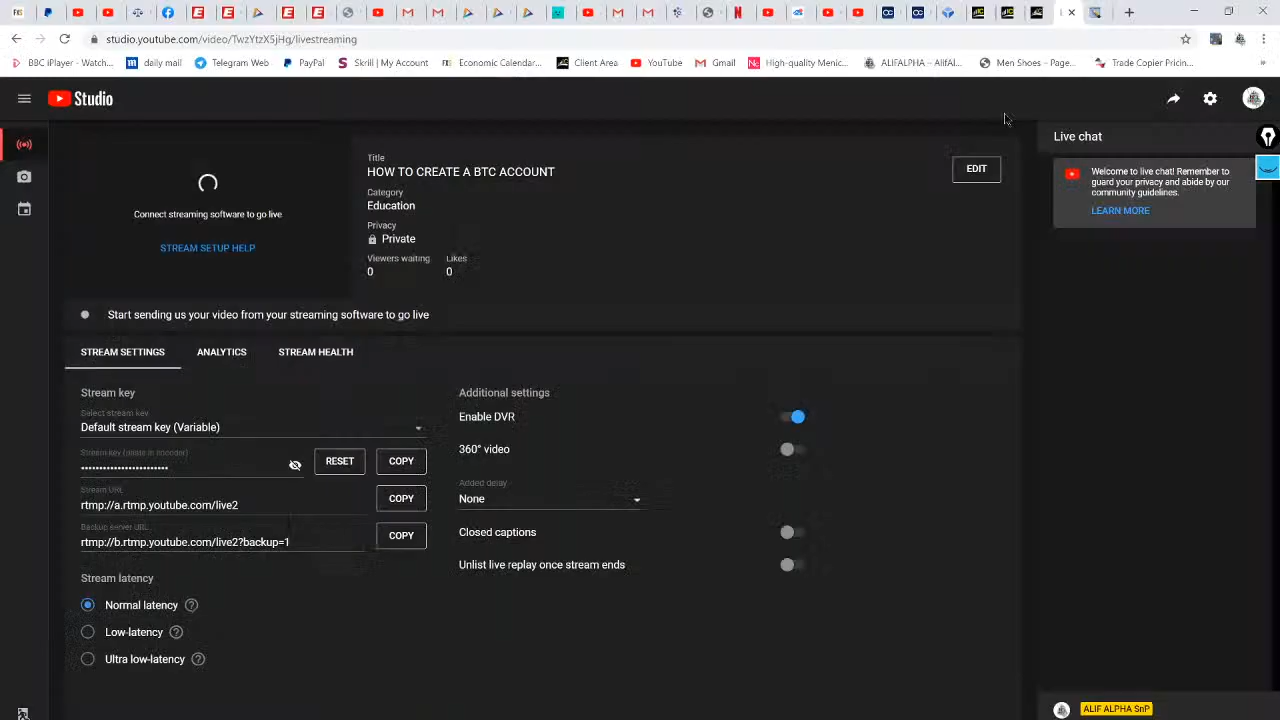 studio.youtube.com/video/TwzYtzX5jHg/livestreaming
BBC iPlayer - Watch... daily mail Telegram Web PayPal Skrill | My Account Economic Calendar... Client Area YouTube Gmail High-quality Menic... ALIFALPHA – AlifAl... Men Shoes – Page... Trade Copier Pricin...
Studio
Live chat
Welcome to live chat! Remember to
guard your privacy and abide by our
community guidelines.
LEARN MORE
Connect streaming software to go live
STREAM SETUP HELP
Title
HOW TO CREATE A BTC ACCOUNT
EDIT
Category
Education
Privacy
Private
Viewers waiting Likes
0 0
Start sending us your video from your streaming software to go live
STREAM SETTINGS ANALYTICS STREAM HEALTH
Stream key
Select stream key
Default stream key (Variable)
Stream key (paste in encoder)
RESET COPY
Stream URL
rtmp://a.rtmp.youtube.com/live2
COPY
Backup server URL
rtmp://b.rtmp.youtube.com/live2?backup=1
COPY
Stream latency
Normal latency
Low-latency
Ultra low-latency
Additional settings
Enable DVR
360° video
Added delay
None
Closed captions
Unlist live replay once stream ends
ALIF ALPHA SnP